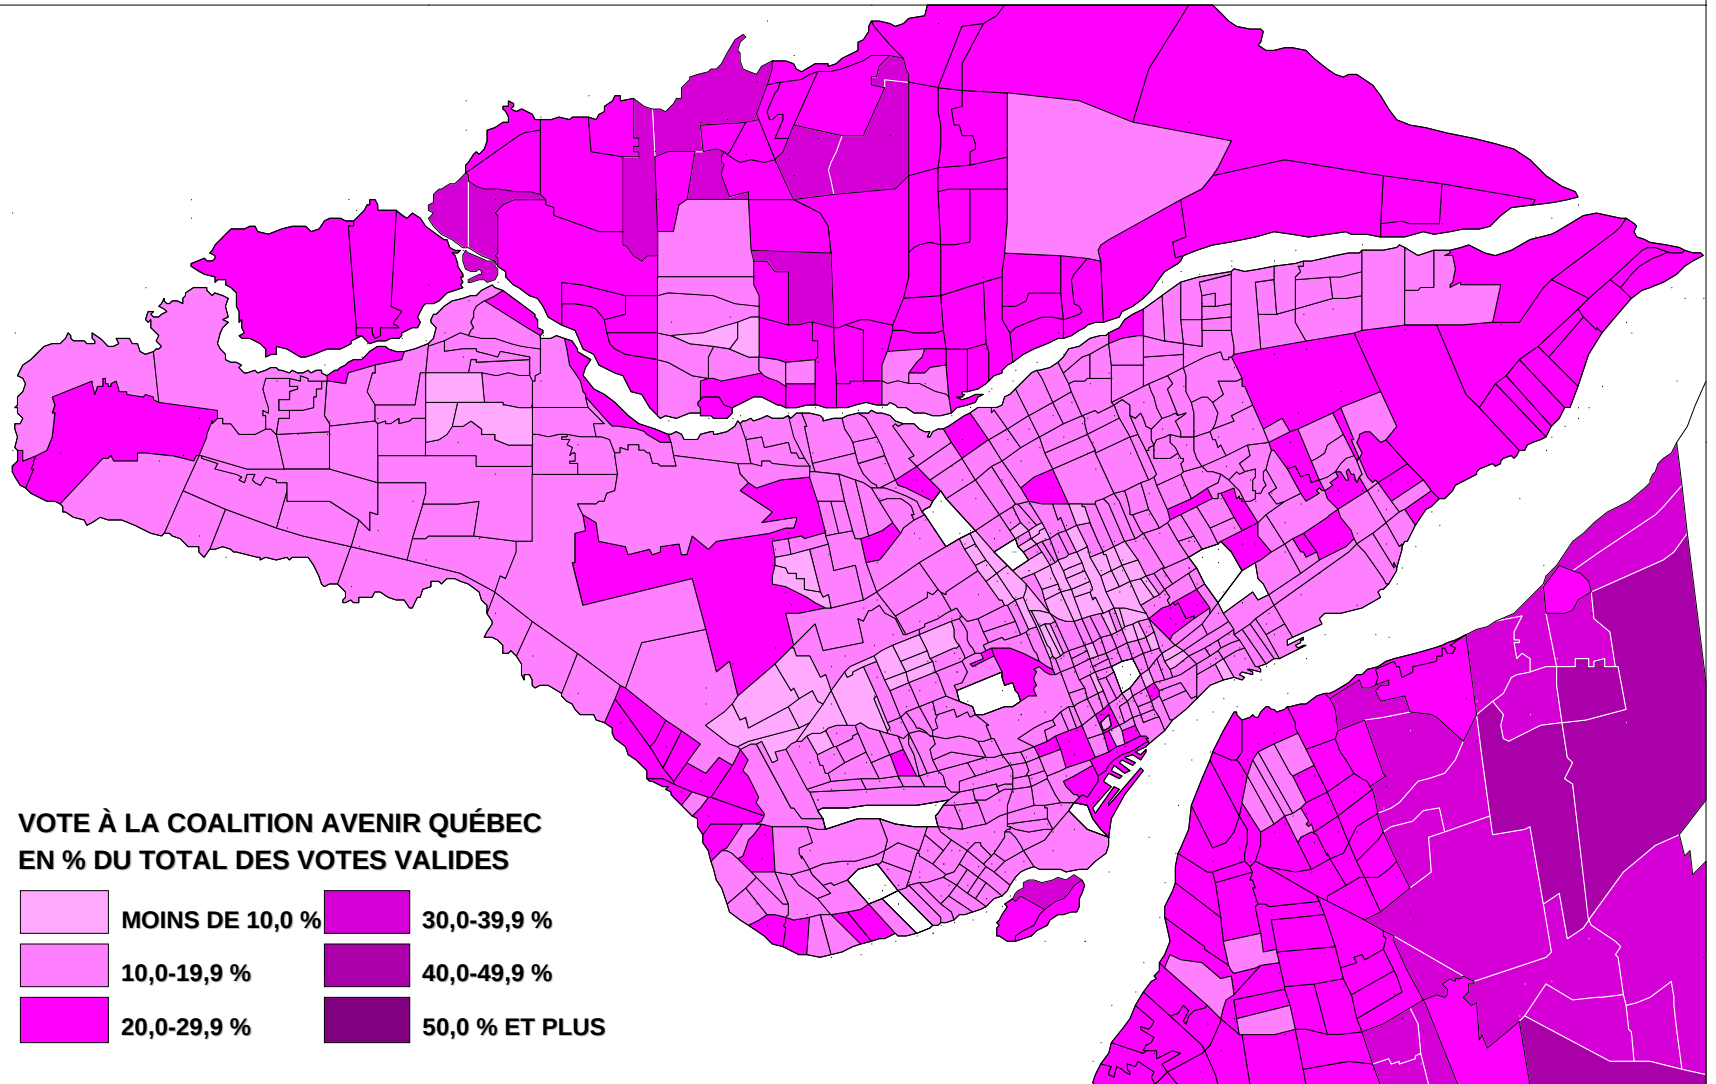 VOTE À LA COALITION AVENIR QUÉBEC
EN % DU TOTAL DES VOTES VALIDES
MOINS DE 10,0 %
10,0-19,9 %
20,0-29,9 %
30,0-39,9 %
40,0-49,9 %
50,0 % ET PLUS